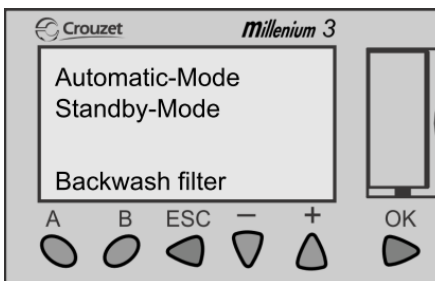 Crouzet millenium 3
Automatic-Mode
Standby-Mode
Backwash filter
A B ESC − + OK